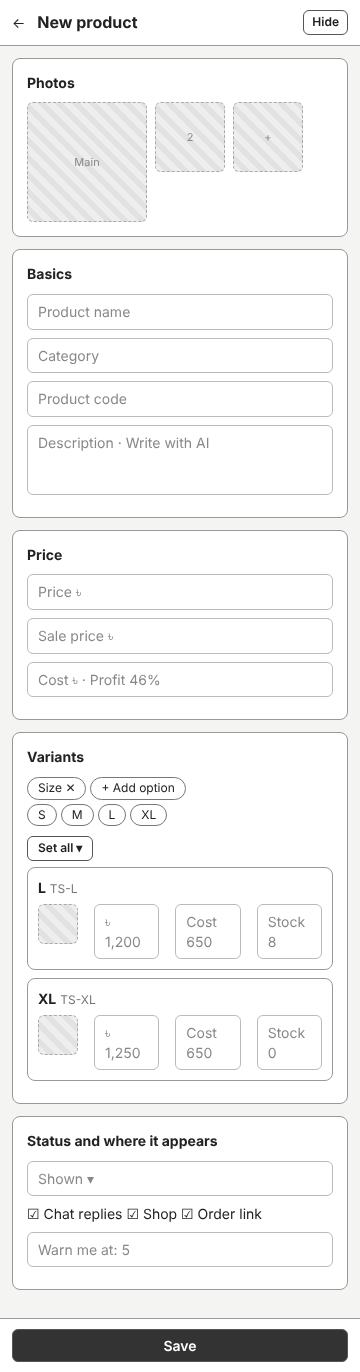 ← New product Hide
Photos
Main 2 +
Basics
Product name
Category
Product code
Description · Write with AI
Price
Price ৳
Sale price ৳
Cost ৳ · Profit 46%
Variants
Size ✕ + Add option
S M L XL
Set all ▾
L TS-L
৳ Cost Stock
1,200 650 8
XL TS-XL
৳ Cost Stock
1,250 650 0
Status and where it appears
Shown ▾
☑ Chat replies ☑ Shop ☑ Order link
Warn me at: 5
Save